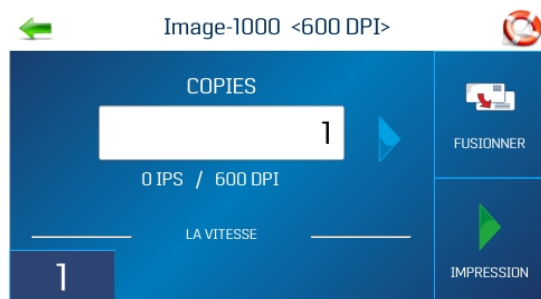 Image-1000 <600 DPI>
COPIES
1
FUSIONNER
0 IPS / 600 DPI
LA VITESSE
1
IMPRESSION